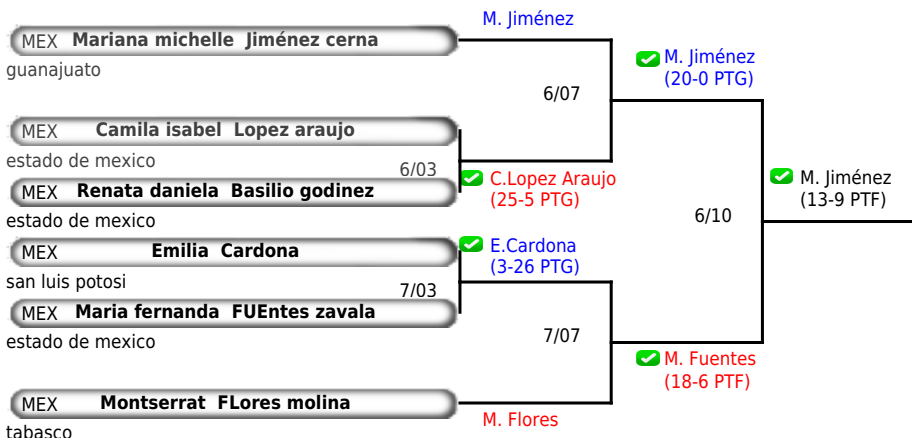 M. Jiménez
MEX Mariana michelle Jiménez cerna
guanajuato
M. Jiménez
(20-0 PTG)
6/07
MEX Camila isabel Lopez araujo
estado de mexico
6/03
C.Lopez Araujo
(25-5 PTG)
MEX Renata daniela Basilio godinez
estado de mexico
M. Jiménez
(13-9 PTF)
6/10
MEX Emilia Cardona
san luis potosi
E.Cardona
(3-26 PTG)
7/03
MEX Maria fernanda FUEntes zavala
estado de mexico
7/07
M. Fuentes
(18-6 PTF)
MEX Montserrat FLores molina
tabasco
M. Flores